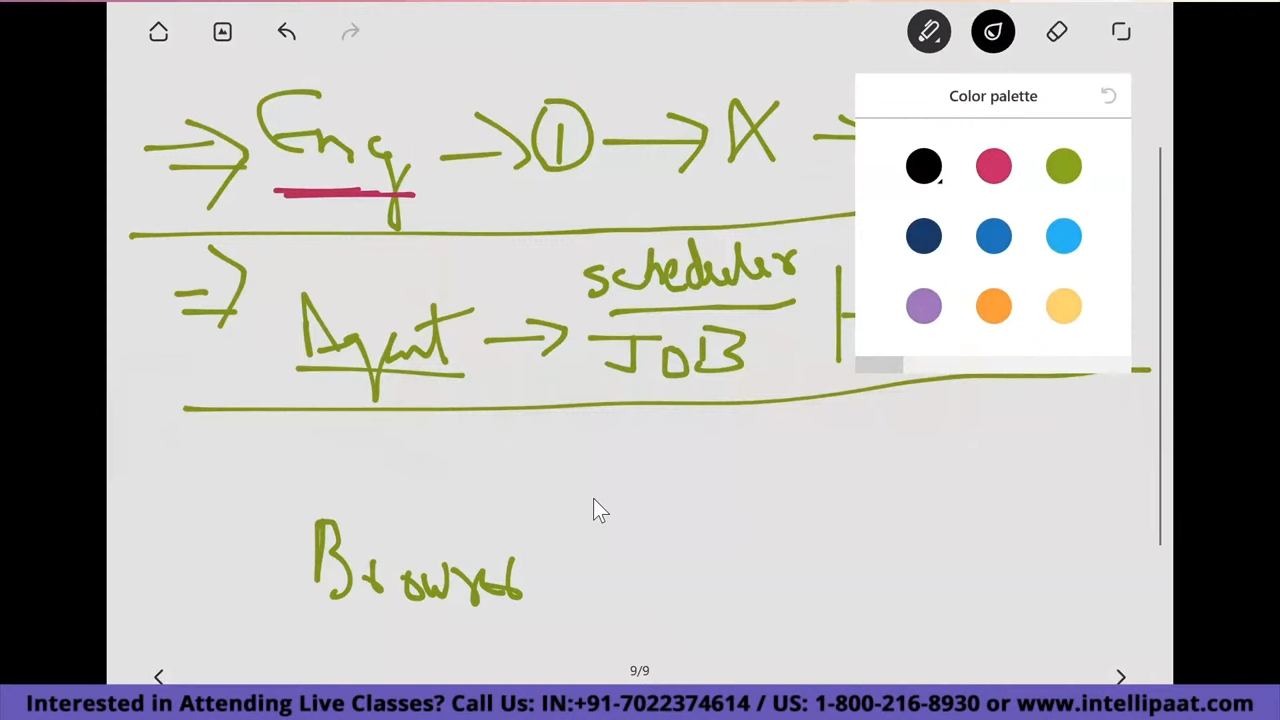 Color palette
=> Eng -> 1 -> X
=> scheduler
Agent -> JOB
Browser
9/9
Interested in Attending Live Classes? Call Us: IN:+91-7022374614 / US: 1-800-216-8930 or www.intellipaat.com